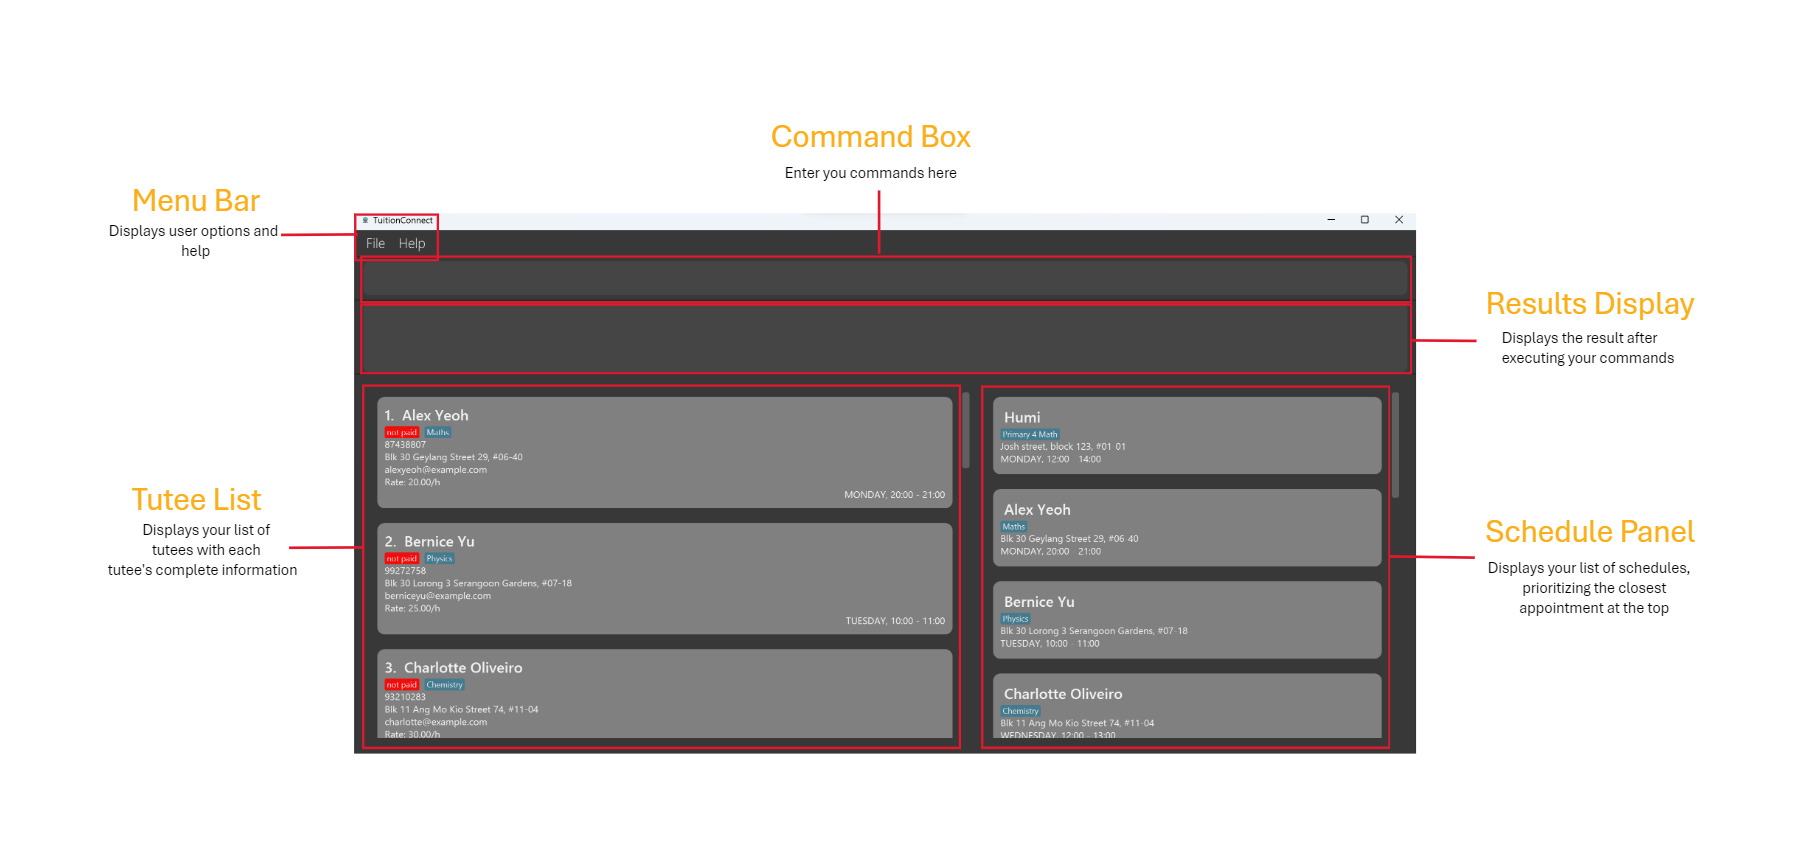 Command Box
Enter you commands here
Menu Bar
Displays user options and
help
TuitionConnect
File Help
Results Display
Displays the result after
executing your commands
Tutee List
Displays your list of
tutees with each
tutee's complete information
1. Alex Yeoh
not paid Maths
87438807
Blk 30 Geylang Street 29, #06-40
alexyeoh@example.com
Rate: 20.00/h
MONDAY, 20:00 - 21:00
2. Bernice Yu
not paid Physics
99272758
Blk 30 Lorong 3 Serangoon Gardens, #07-18
berniceyu@example.com
Rate: 25.00/h
TUESDAY, 10:00 - 11:00
3. Charlotte Oliveiro
not paid Chemistry
93210283
Blk 11 Ang Mo Kio Street 74, #11-04
charlotte@example.com
Rate: 30.00/h
Humi
Primary 4 Math
Josh street, block 123, #01-01
MONDAY, 12:00 - 14:00
Alex Yeoh
Maths
Blk 30 Geylang Street 29, #06-40
MONDAY, 20:00 - 21:00
Bernice Yu
Physics
Blk 30 Lorong 3 Serangoon Gardens, #07-18
TUESDAY, 10:00 - 11:00
Charlotte Oliveiro
Chemistry
Blk 11 Ang Mo Kio Street 74, #11-04
WEDNESDAY, 12:00 - 13:00
Schedule Panel
Displays your list of schedules,
prioritizing the closest
appointment at the top